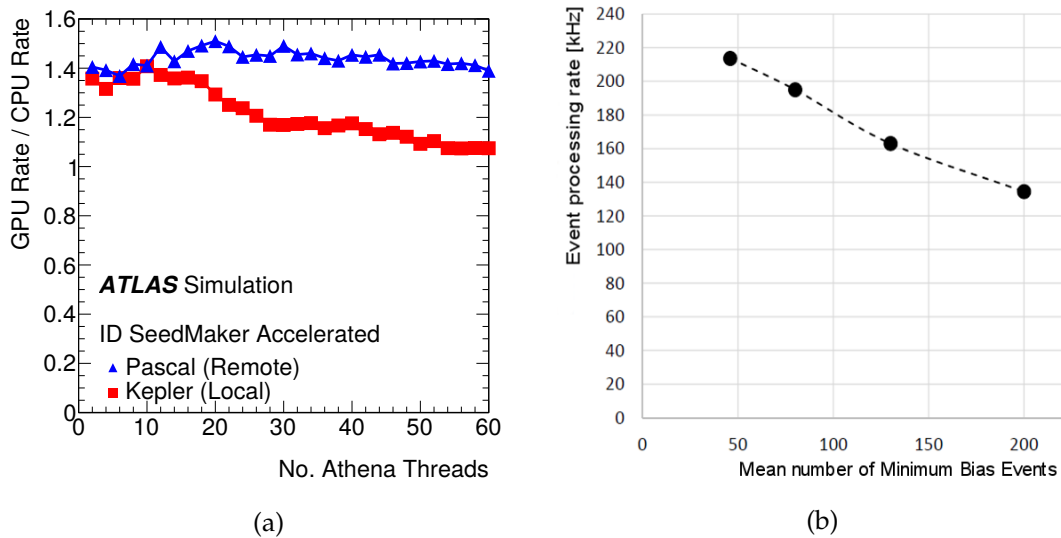 GPU Rate / CPU Rate
1.6
1.4
1.2
1
0.8
0.6
0.4
0.2
0
ATLAS Simulation
ID SeedMaker Accelerated
Pascal (Remote)
Kepler (Local)
0 10 20 30 40 50 60
No. Athena Threads
(a)
Event processing rate [kHz]
240
220
200
180
160
140
120
100
80
60
40
20
0
0 50 100 150 200
Mean number of Minimum Bias Events
(b)